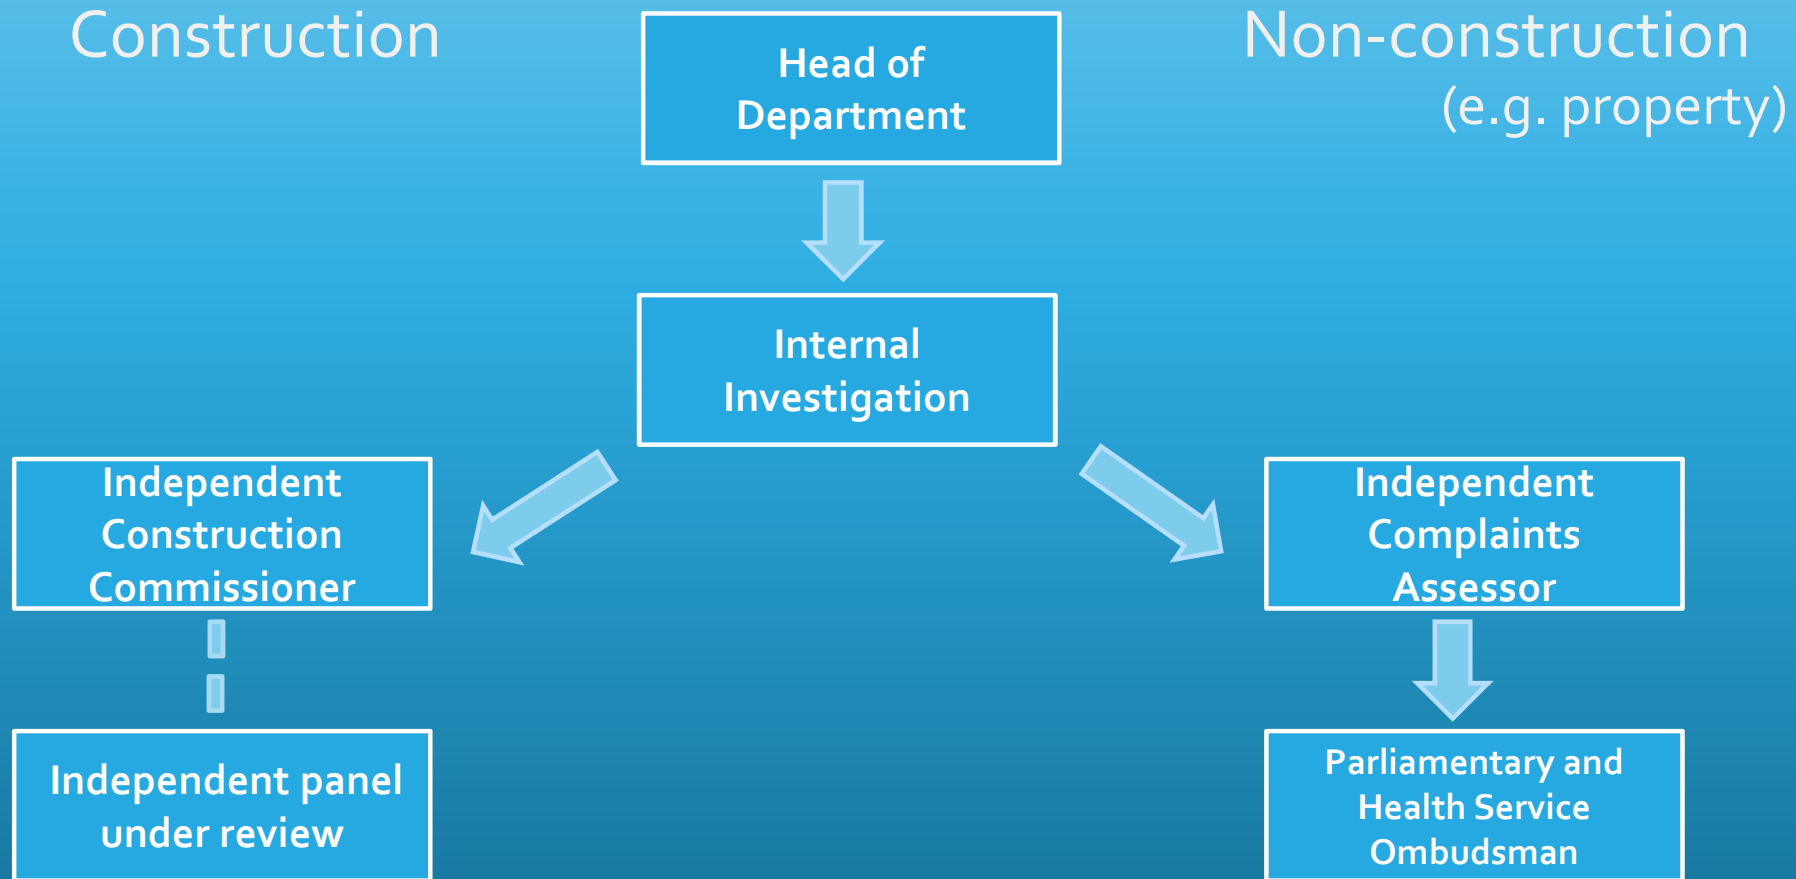 Construction
Non-construction
(e.g. property)
Head of
Department
Internal
Investigation
Independent
Construction
Commissioner
Independent
Complaints
Assessor
Independent panel
under review
Parliamentary and
Health Service
Ombudsman